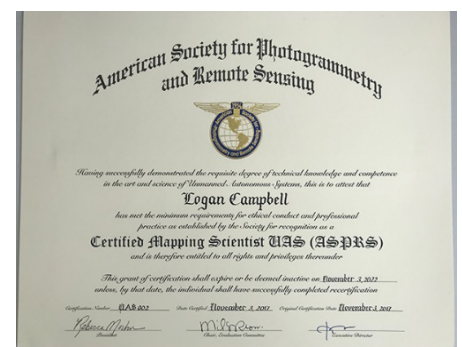 American Society for Photogrammetry
and Remote Sensing
Having successfully demonstrated the requisite degree of technical knowledge and competence
in the art and science of Unmanned Autonomous Systems, this is to attest that
Logan Campbell
has met the minimum requirements for ethical conduct and professional
practice as established by the Society for recognition as a
Certified Mapping Scientist UAS (ASPRS)
and is therefore entitled to all rights and privileges thereunder
This grant of certification shall expire or be deemed inactive on November 3, 2022
unless, by that date, the individual shall have successfully completed recertification
Certification Number 002 Date Certified November 3, 2017 Original Certification Date November 3, 2017
President Chair, Evaluation Committee Executive Director